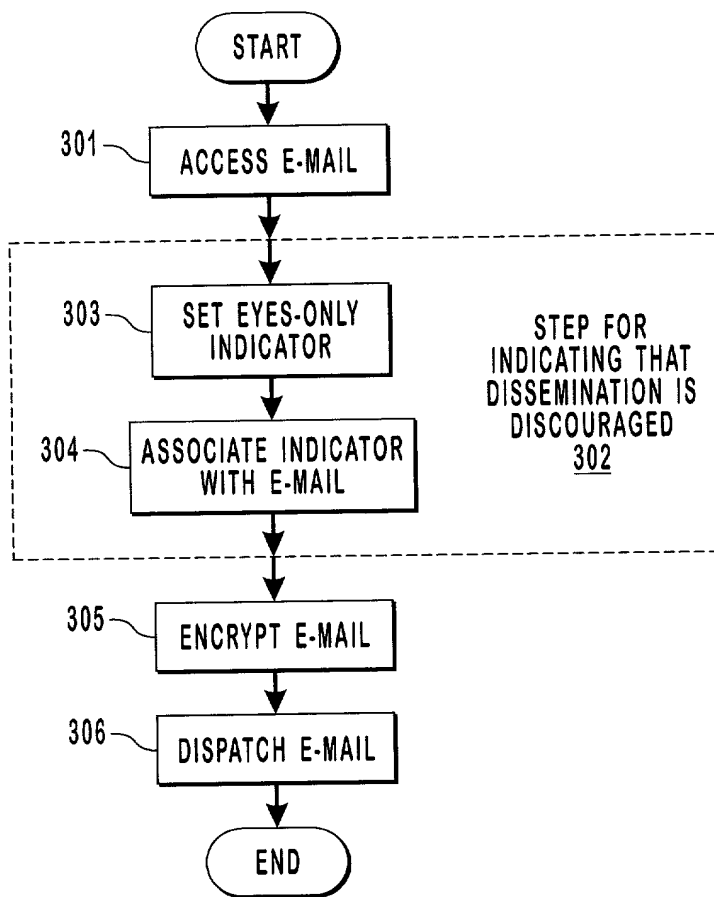 START
301
ACCESS E-MAIL
303
SET EYES-ONLY
INDICATOR
STEP FOR
INDICATING THAT
DISSEMINATION IS
DISCOURAGED
302
304
ASSOCIATE INDICATOR
WITH E-MAIL
305
ENCRYPT E-MAIL
306
DISPATCH E-MAIL
END